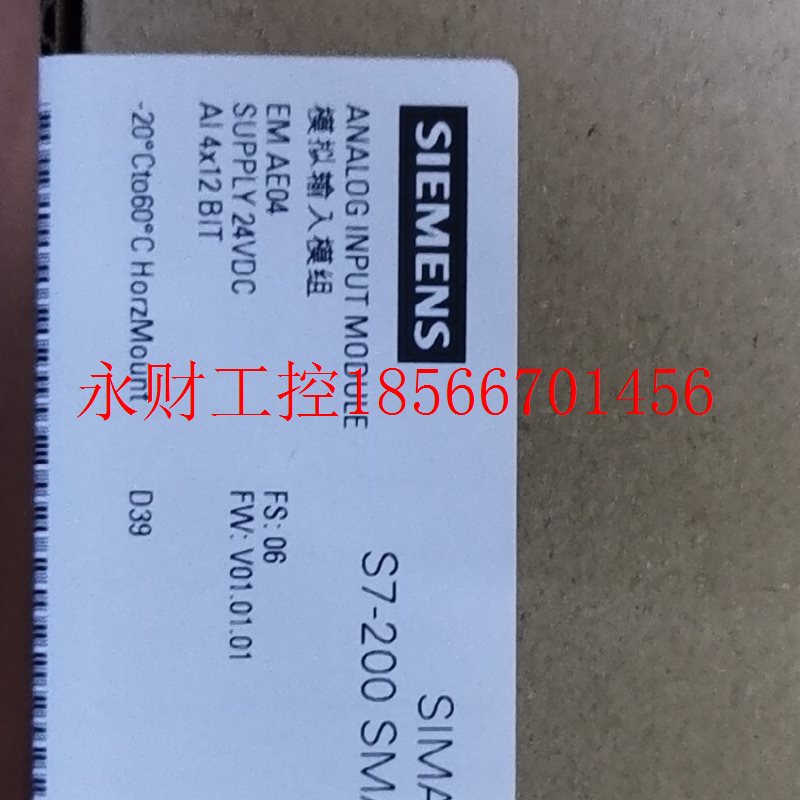 SIEMENS
SIMA
S7-200 SMA
ANALOG INPUT MODULE
模拟输入模组
EM AE04
FS: 06
SUPPLY 24VDC
FW: V01.01.01
AI 4x12 BIT
-20°Cto60°C HorzMount
D39
永财工控18566701456